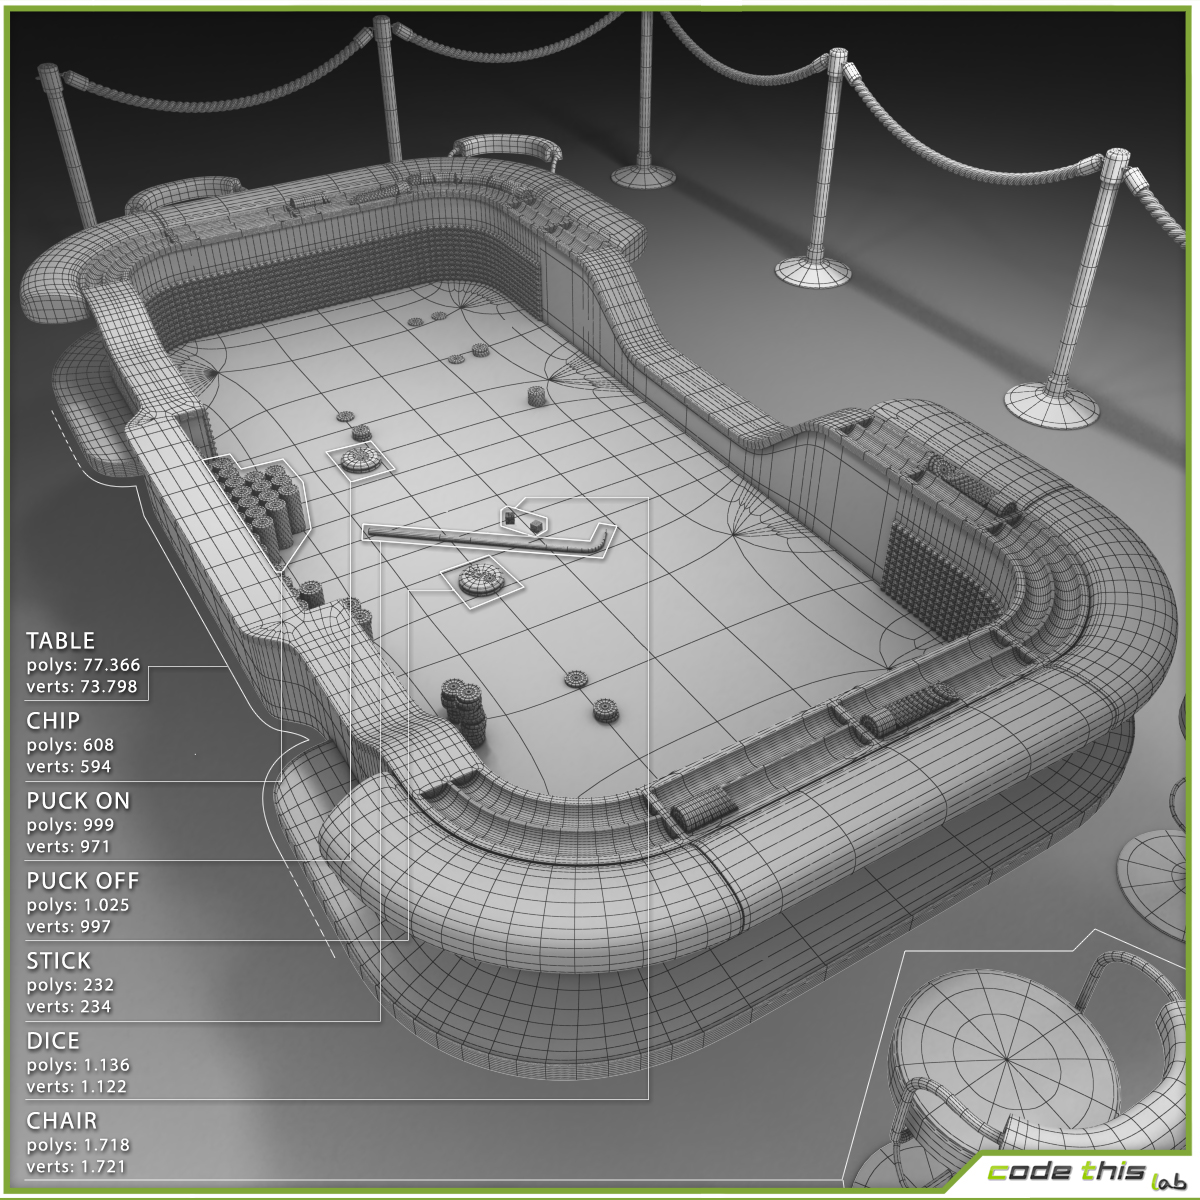 TABLE
polys: 77.366
verts: 73.798
CHIP
polys: 608
verts: 594
PUCK ON
polys: 999
verts: 971
PUCK OFF
polys: 1.025
verts: 997
STICK
polys: 232
verts: 234
DICE
polys: 1.136
verts: 1.122
CHAIR
polys: 1.718
verts: 1.721
code this lab